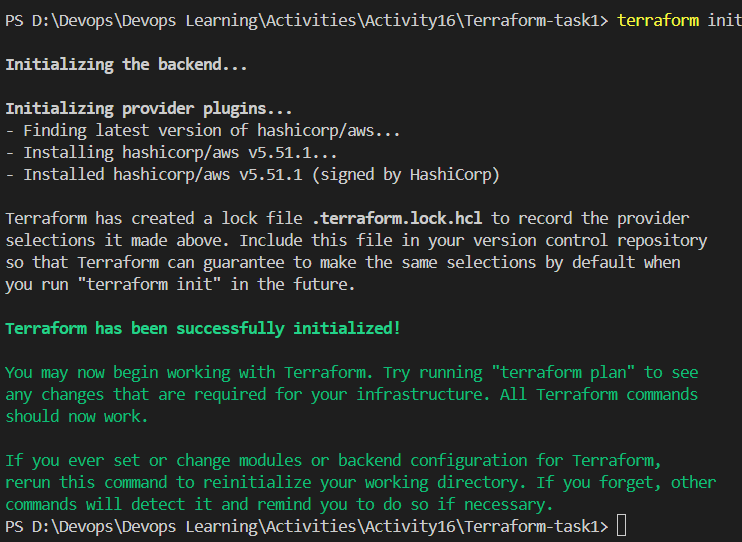 PS D:\Devops\Devops Learning\Activities\Activity16\Terraform-task1> terraform init
Initializing the backend...
Initializing provider plugins...
- Finding latest version of hashicorp/aws...
- Installing hashicorp/aws v5.51.1...
- Installed hashicorp/aws v5.51.1 (signed by HashiCorp)
Terraform has created a lock file .terraform.lock.hcl to record the provider
selections it made above. Include this file in your version control repository
so that Terraform can guarantee to make the same selections by default when
you run "terraform init" in the future.
Terraform has been successfully initialized!
You may now begin working with Terraform. Try running "terraform plan" to see
any changes that are required for your infrastructure. All Terraform commands
should now work.
If you ever set or change modules or backend configuration for Terraform,
rerun this command to reinitialize your working directory. If you forget, other
commands will detect it and remind you to do so if necessary.
PS D:\Devops\Devops Learning\Activities\Activity16\Terraform-task1>